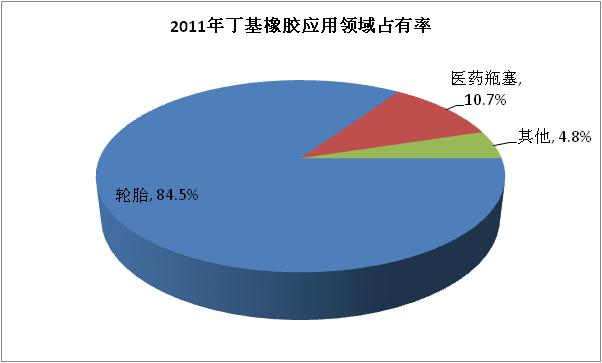 2011年丁基橡胶应用领域占有率
医药瓶塞,
10.7%
其他, 4.8%
轮胎, 84.5%